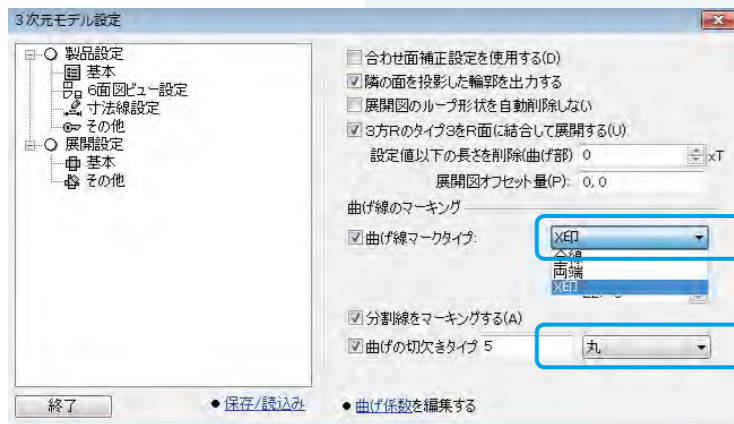 3次元モデル設定
製品設定
基本
6面図ビュー設定
寸法線設定
その他
展開設定
基本
その他
合わせ面補正設定を使用する(D)
隣の面を投影した輪郭を出力する
展開図のループ形状を自動削除しない
3方Rのタイプ3をR面に結合して展開する(U)
設定値以下の長さを削除(曲げ部) 0 xT
展開図オフセット量(P): 0, 0
曲げ線のマーキング
曲げ線マークタイプ: X印
全線
両端
X印
分割線をマーキングする(A)
曲げの切欠きタイプ 5 丸
終了 ● 保存/読込み ● 曲げ係数を編集する